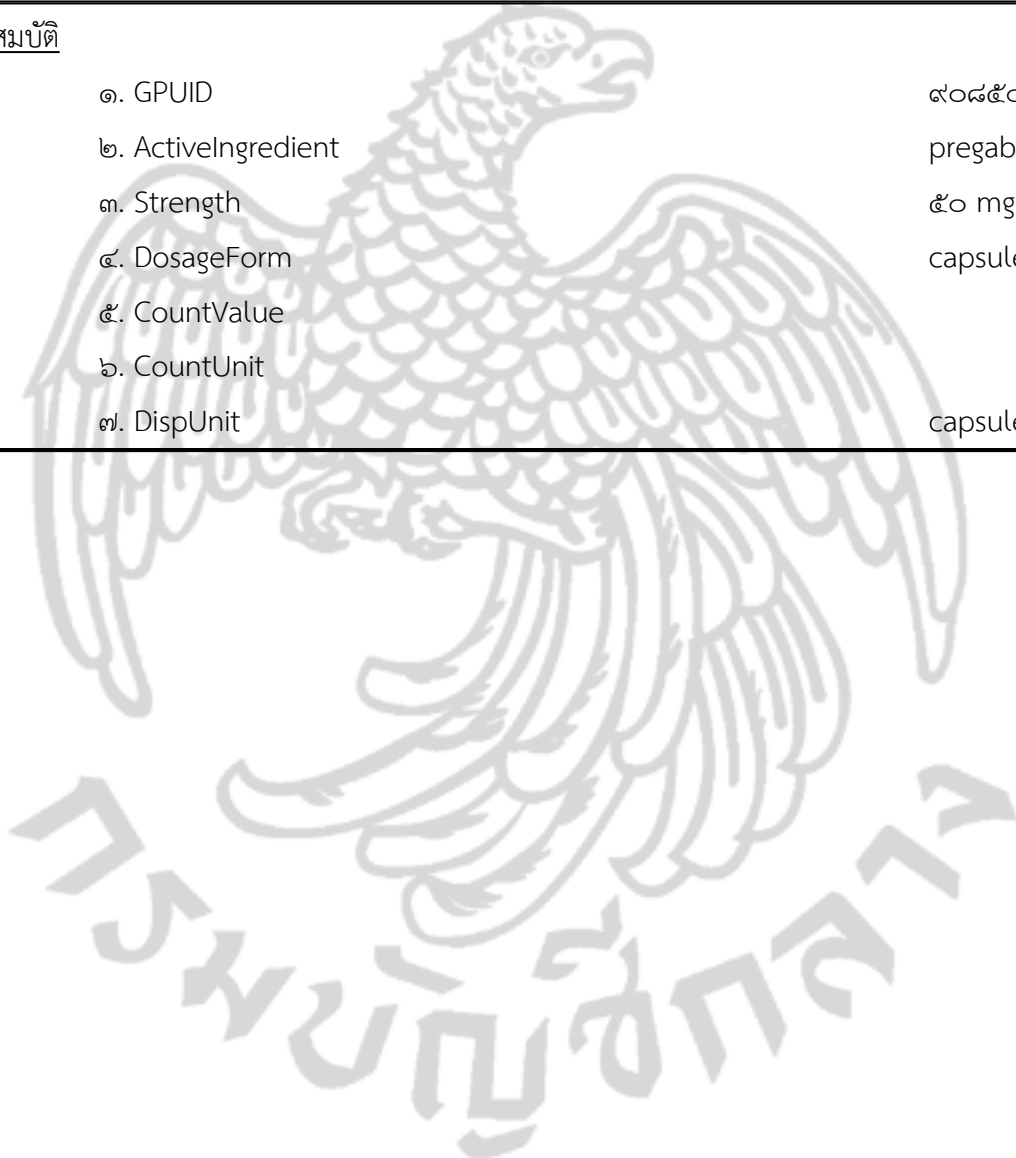 สมบัติ
๑. GPUID ๙๐๘๕๐
๒. ActiveIngredient pregab
๓. Strength ๕๐ mg
๔. DosageForm capsule
๕. CountValue
๖. CountUnit
๗. DispUnit capsule
กรมบัญชีกลาง